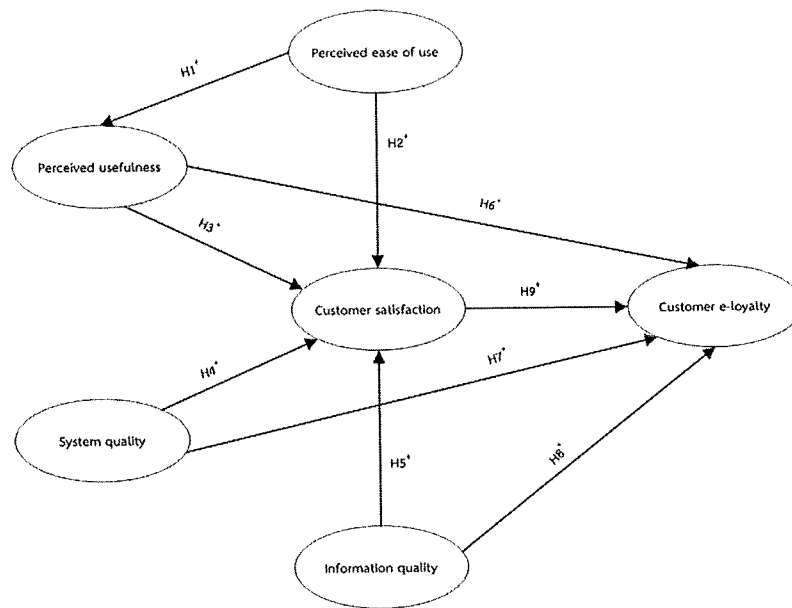 Perceived ease of use
H1+
H2+
Perceived usefulness
H6+
H3+
Customer satisfaction
H9+
Customer e-loyalty
H4+
H7+
System quality
H5+
H8+
Information quality